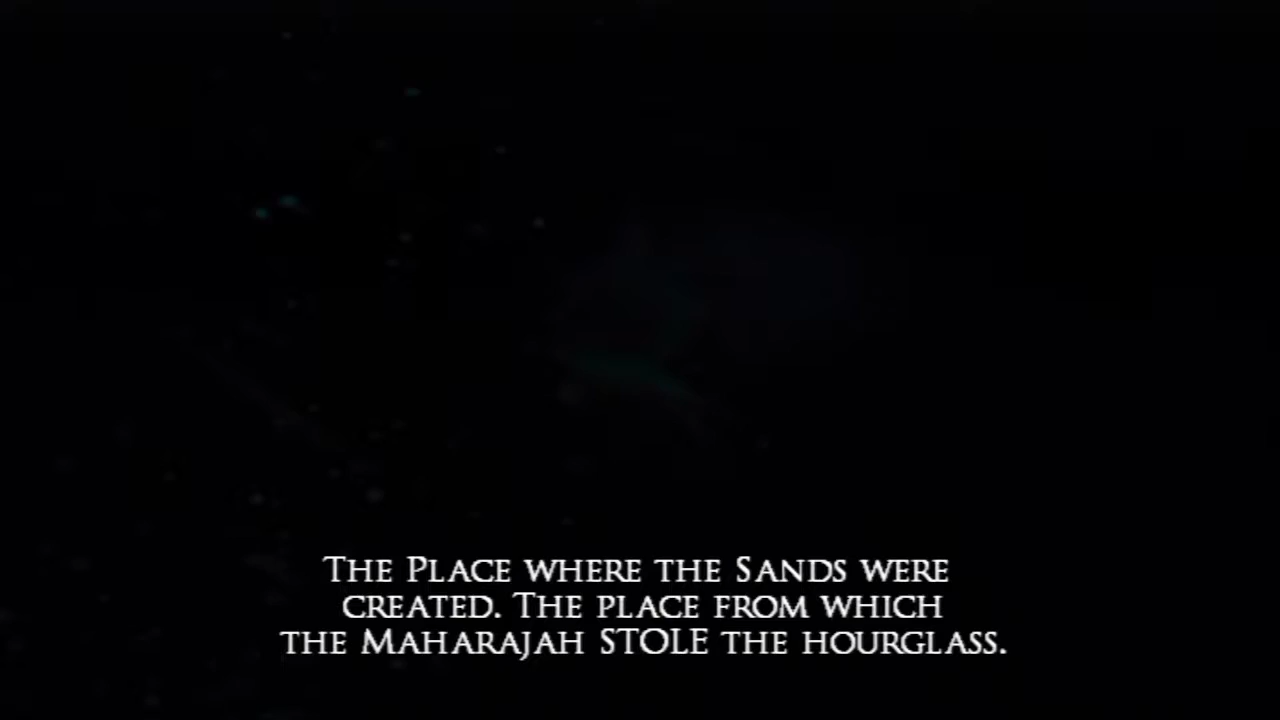 The Place where the Sands were
created. The place from which
the Maharajah STOLE the hourglass.